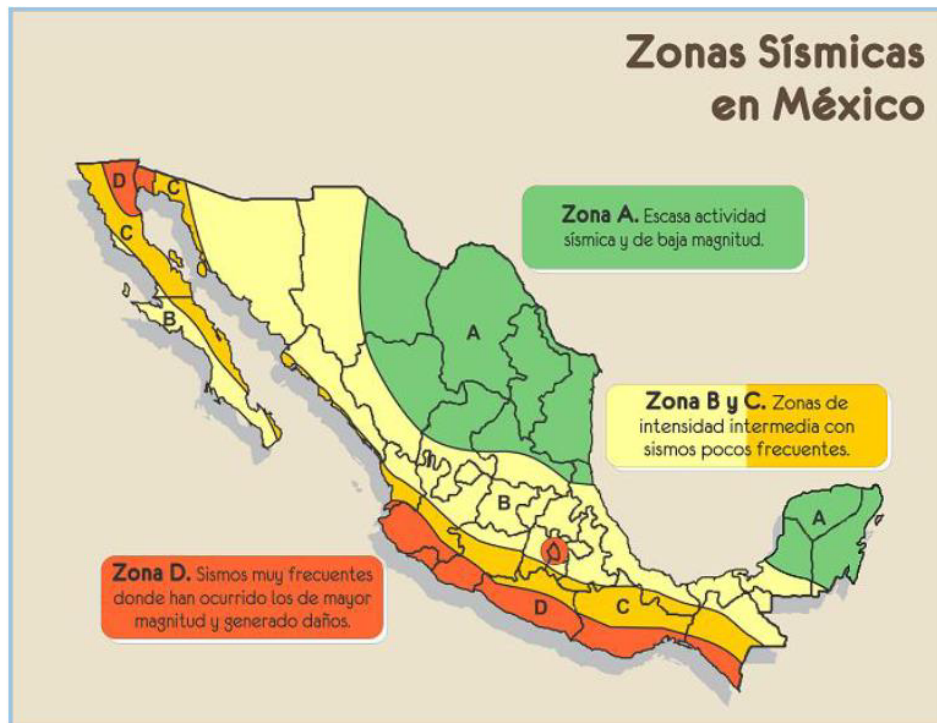 Zonas Sísmicas
en México
D
C
C
Zona A. Escasa actividad
sísmica y de baja magnitud.
B
A
Zona B y C. Zonas de
intensidad intermedia con
sismos pocos frecuentes.
B
A
Zona D. Sismos muy frecuentes
donde han ocurrido los de mayor
magnitud y generado daños.
D
C